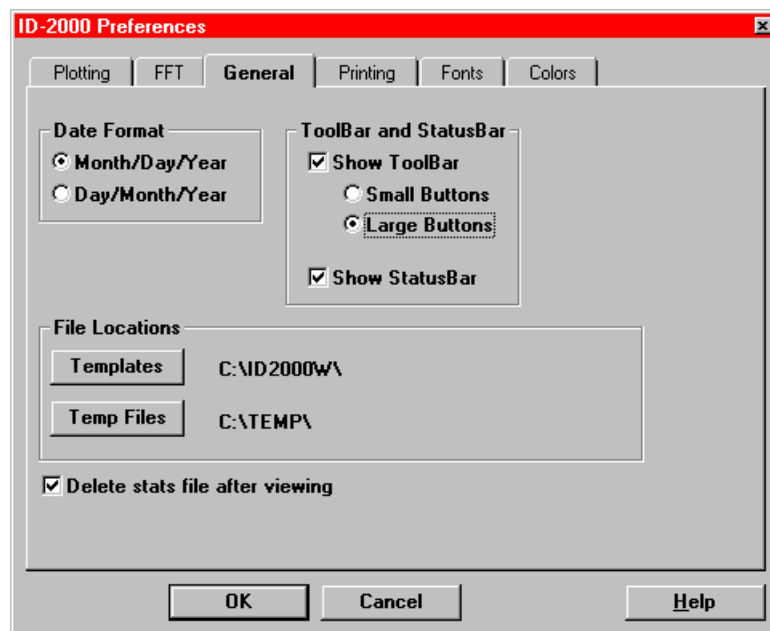 ID-2000 Preferences
Plotting FFT General Printing Fonts Colors
Date Format
Month/Day/Year
Day/Month/Year
ToolBar and StatusBar
Show ToolBar
Small Buttons
Large Buttons
Show StatusBar
File Locations
Templates C:\ID2000W\
Temp Files C:\TEMP\
Delete stats file after viewing
OK Cancel Help